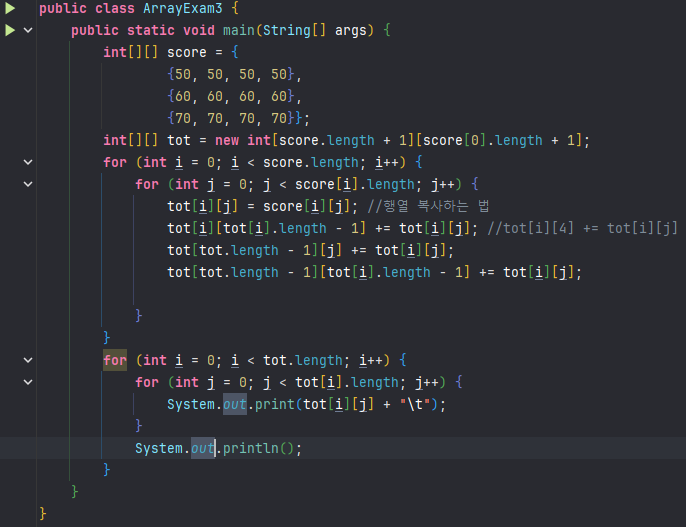 public class ArrayExam3 {
    public static void main(String[] args) {
        int[][] score = {
                {50, 50, 50, 50},
                {60, 60, 60, 60},
                {70, 70, 70, 70}};
        int[][] tot = new int[score.length + 1][score[0].length + 1];
        for (int i = 0; i < score.length; i++) {
            for (int j = 0; j < score[i].length; j++) {
                tot[i][j] = score[i][j]; //행열 복사하는 법
                tot[i][tot[i].length - 1] += tot[i][j]; //tot[i][4] += tot[i][j]
                tot[tot.length - 1][j] += tot[i][j];
                tot[tot.length - 1][tot[i].length - 1] += tot[i][j];
            }
        }
        for (int i = 0; i < tot.length; i++) {
            for (int j = 0; j < tot[i].length; j++) {
                System.out.print(tot[i][j] + "\t");
            }
            System.out.println();
        }
    }
}